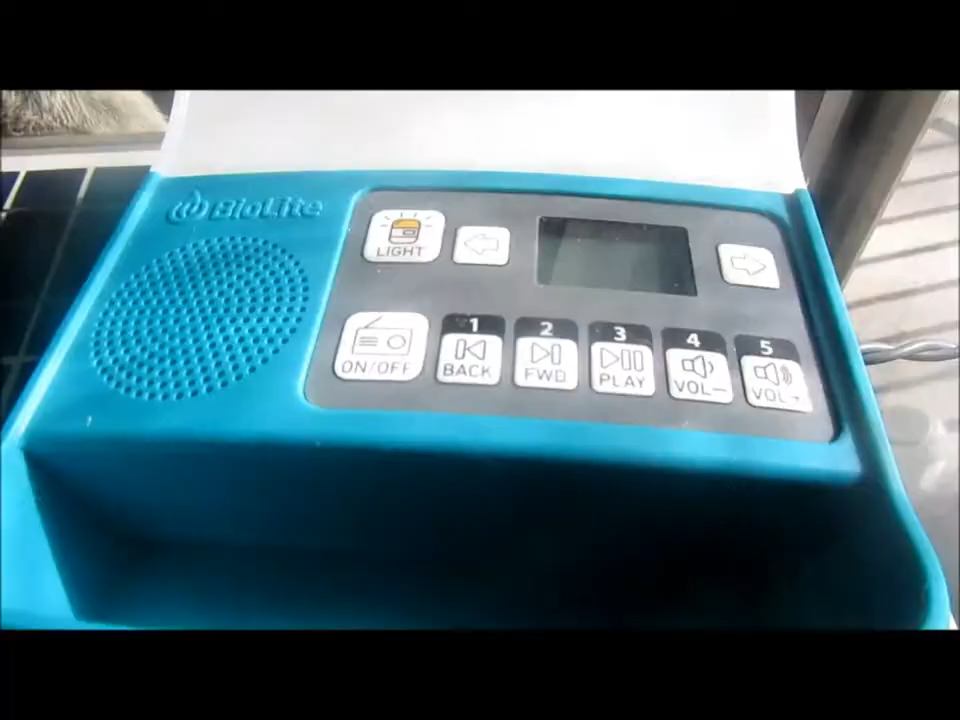 BioLite
LIGHT
ON/OFF
1
BACK
2
FWD
3
PLAY
4
VOL-
5
VOL+